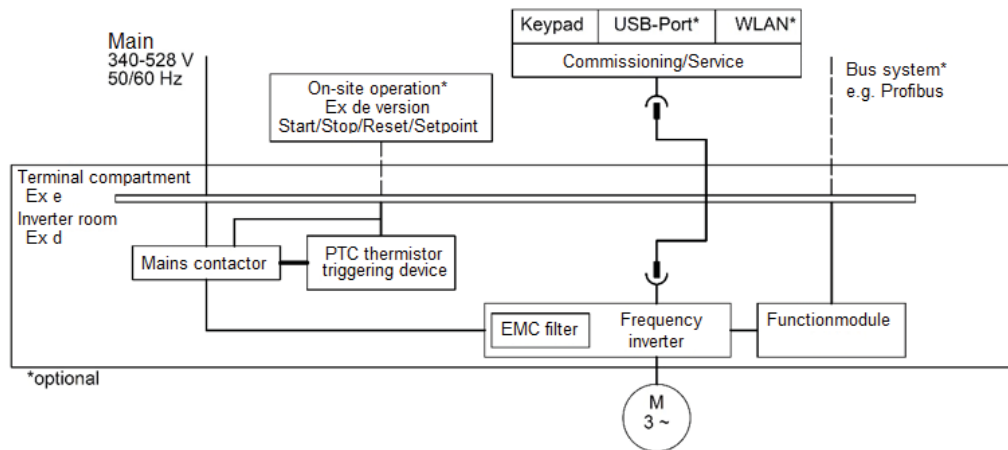 Main
340-528 V
50/60 Hz
On-site operation*
Ex de version
Start/Stop/Reset/Setpoint
Keypad
USB-Port*
WLAN*
Commissioning/Service
Bus system*
e.g. Profibus
Terminal compartment
Ex e
Inverter room
Ex d
Mains contactor
PTC thermistor
triggering device
EMC filter
Frequency
inverter
Functionmodule
*optional
M
3 ~